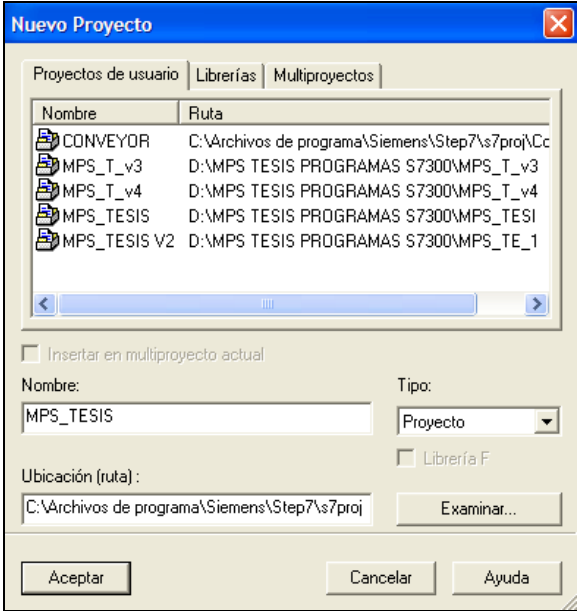 Nuevo Proyecto
Proyectos de usuario Librerías Multiproyectos
Nombre Ruta
CONVEYOR C:\Archivos de programa\Siemens\Step7\s7proj\Co
MPS_T_v3 D:\MPS TESIS PROGRAMAS S7300\MPS_T_v3
MPS_T_v4 D:\MPS TESIS PROGRAMAS S7300\MPS_T_v4
MPS_TESIS D:\MPS TESIS PROGRAMAS S7300\MPS_TESI
MPS_TESIS V2 D:\MPS TESIS PROGRAMAS S7300\MPS_TE_1
Insertar en multiproyecto actual
Nombre: Tipo:
MPS_TESIS Proyecto
Librería F
Ubicación (ruta) :
C:\Archivos de programa\Siemens\Step7\s7proj Examinar...
Aceptar Cancelar Ayuda